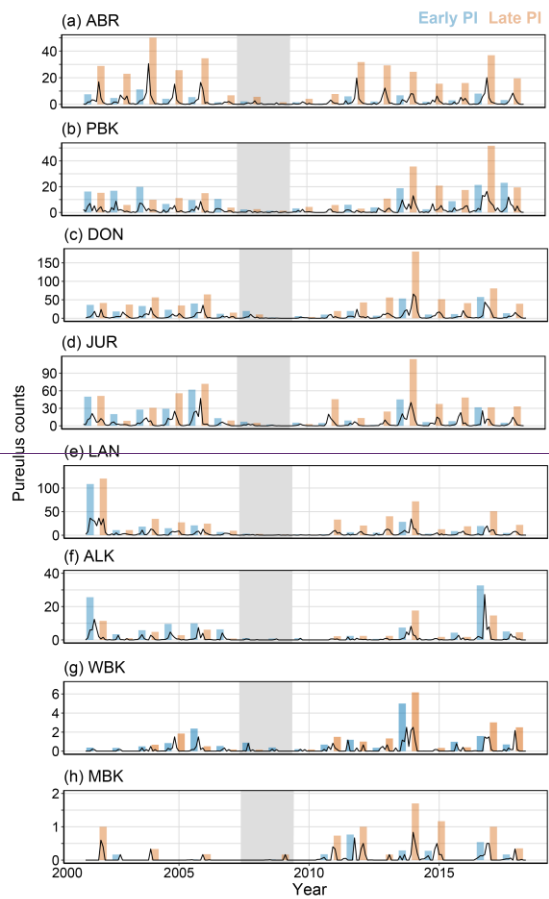 Early PI Late PI
(a) ABR
40
20
0
(b) PBK
40
20
0
(c) DON
150
100
50
0
(d) JUR
90
60
30
0
(e) LAN
100
50
0
(f) ALK
40
20
0
(g) WBK
6
4
2
0
(h) MBK
2
1
0
2000 2005 2010 2015
Year
Pureulus counts